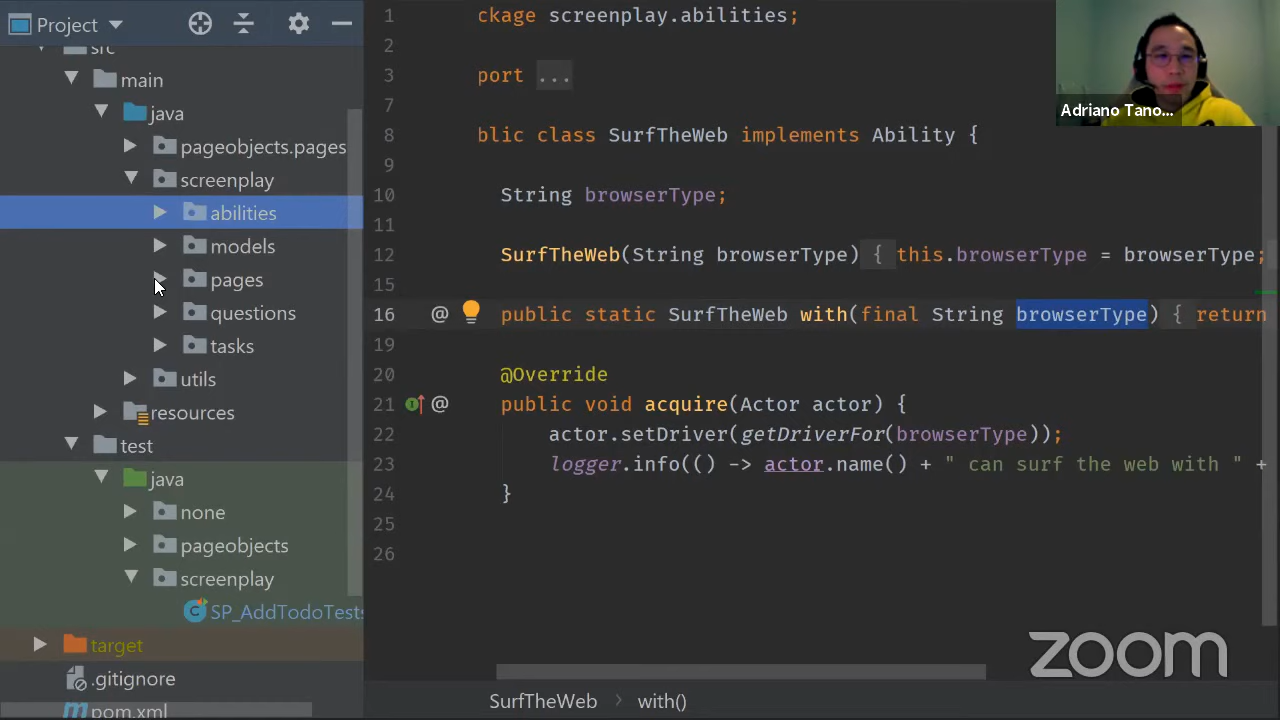 Project
src
main
java
pageobjects.pages
screenplay
abilities
models
pages
questions
tasks
utils
resources
test
java
none
pageobjects
screenplay
SP_AddTodoTests
target
.gitignore
pom.xml
1 ckage screenplay.abilities;
2
3 port ...
7
8 blic class SurfTheWeb implements Ability {
9
10 String browserType;
11
12 SurfTheWeb(String browserType) { this.browserType = browserType;
15
16 @ public static SurfTheWeb with(final String browserType) { return
19
20 @Override
21 @ public void acquire(Actor actor) {
22 actor.setDriver(getDriverFor(browserType));
23 logger.info(() -> actor.name() + " can surf the web with " +
24 }
25
26
SurfTheWeb > with()
Adriano Tano...
zoom